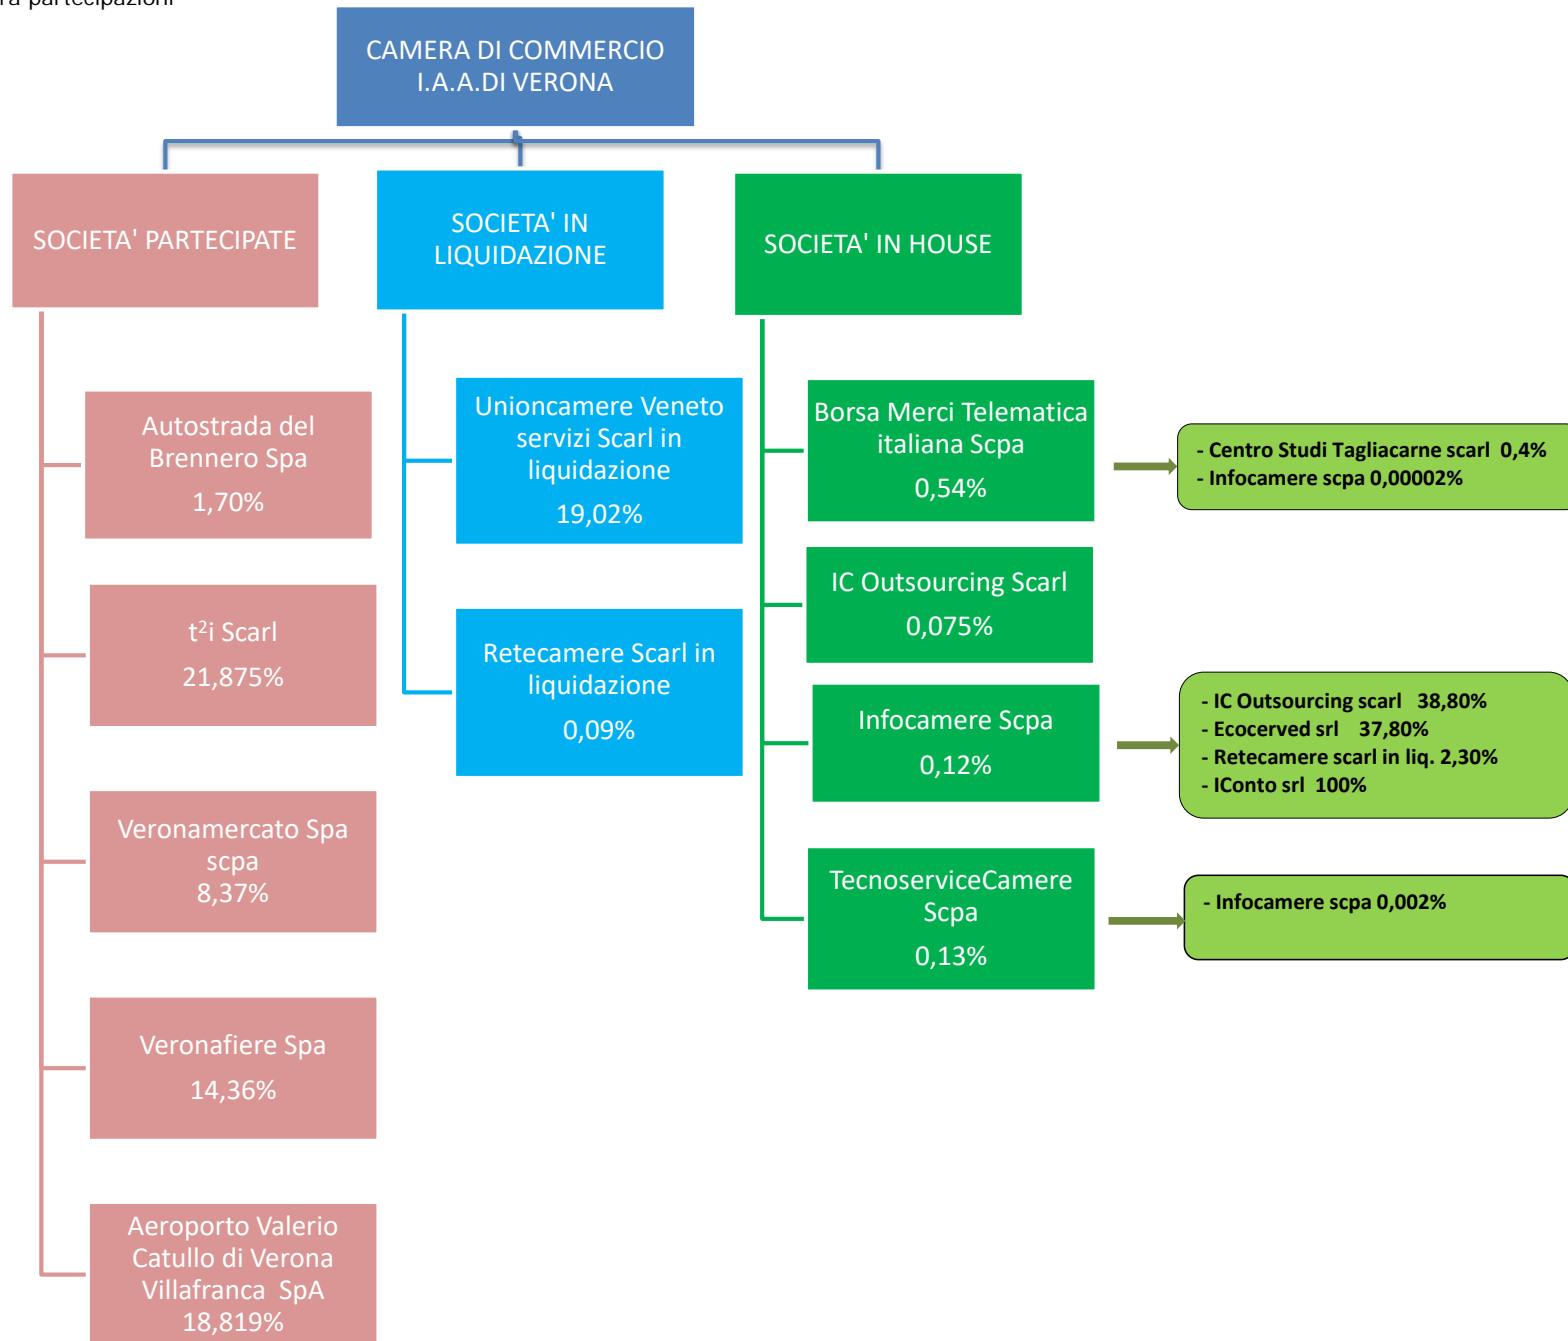 partecipazioni
CAMERA DI COMMERCIO
I.A.A.DI VERONA
SOCIETA' PARTECIPATE
Autostrada del
Brennero Spa
1,70%
t²i Scarl
21,875%
Veronamercato Spa
scpa
8,37%
Veronafiere Spa
14,36%
Aeroporto Valerio
Catullo di Verona
Villafranca SpA
18,819%
SOCIETA' IN
LIQUIDAZIONE
Unioncamere Veneto
servizi Scarl in
liquidazione
19,02%
Retecamere Scarl in
liquidazione
0,09%
SOCIETA' IN HOUSE
Borsa Merci Telematica
italiana Scpa
0,54%
- Centro Studi Tagliacarne scarl 0,4%
- Infocamere scpa 0,00002%
IC Outsourcing Scarl
0,075%
Infocamere Scpa
0,12%
- IC Outsourcing scarl 38,80%
- Ecocerved srl 37,80%
- Retecamere scarl in liq. 2,30%
- IConto srl 100%
TecnoserviceCamere
Scpa
0,13%
- Infocamere scpa 0,002%